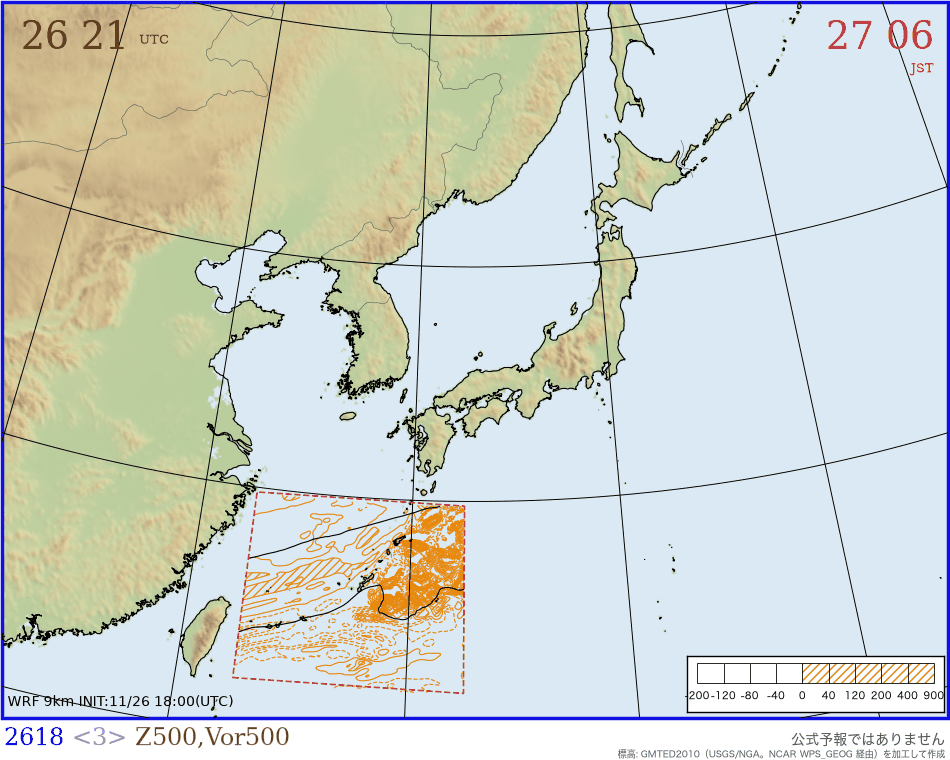 26 21 UTC
27 06
JST
-200 -120 -80 -40 0 40 120 200 400 900
WRF 9km INIT:11/26 18:00(UTC)
2618 <3> Z500,Vor500
公式予報ではありません
標高: GMTED2010（USGS/NGA。NCAR WPS_GEOG 経由）を加工して作成